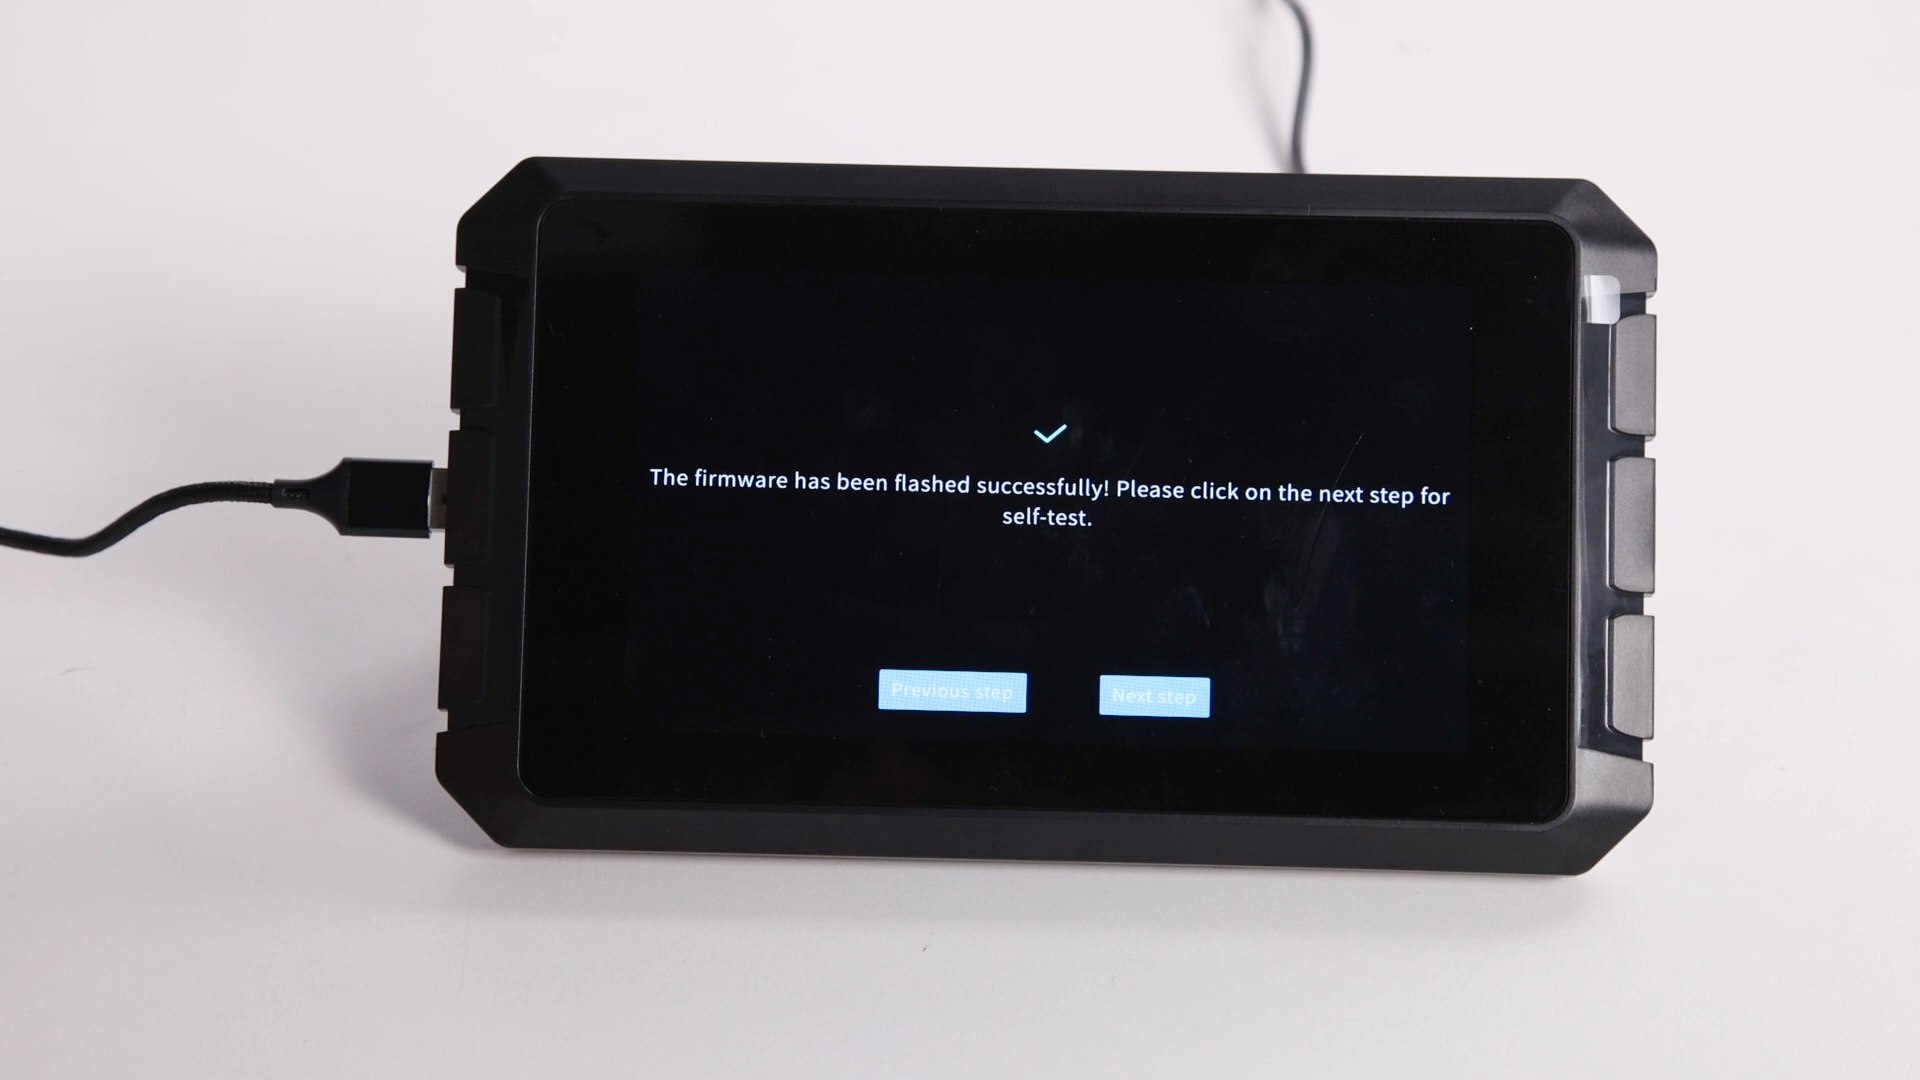 The firmware has been flashed successfully! Please click on the next step for
self-test.
Previous step
Next step